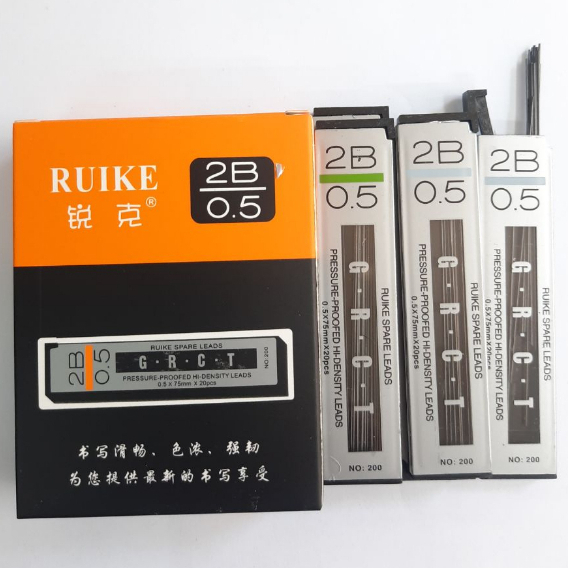 RUIKE
锐克®
2B
0.5
RUIKE SPARE LEADS
2B
0.5
G·R·C·T
NO: 200
PRESSURE-PROOFED HI-DENSITY LEADS
0.5 X 75mm X 20pcs
书写滑畅、色浓、强韧
为您提供最新的书写享受
2B
0.5
RUIKE SPARE LEADS
G·R·C·T
PRESSURE-PROOFED HI-DENSITY LEADS
0.5X75mmX20pcs
NO: 200
2B
0.5
RUIKE SPARE LEADS
G·R·C·T
PRESSURE-PROOFED HI-DENSITY LEADS
0.5X75mmX20pcs
NO: 200
2B
0.5
RUIKE SPARE LEADS
G·R·C·T
PRESSURE-PROOFED HI-DENSITY LEADS
NO: 200